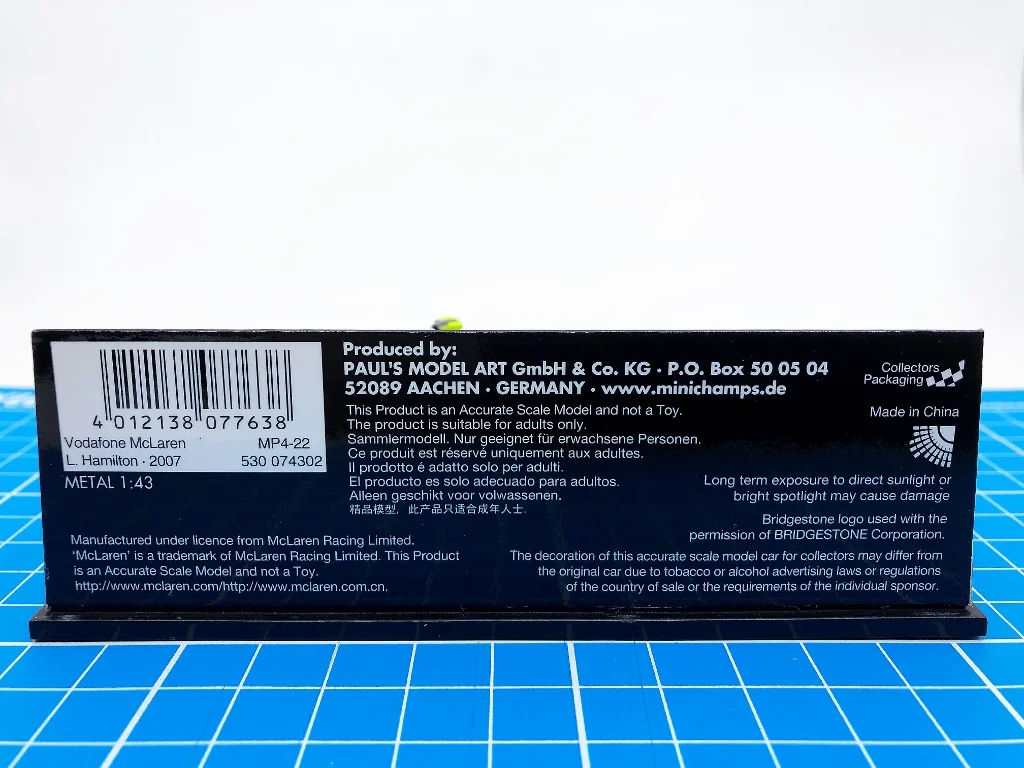 4 012138 077638
Vodafone McLaren MP4-22
L. Hamilton · 2007 530 074302
METAL 1:43
Manufactured under licence from McLaren Racing Limited.
'McLaren' is a trademark of McLaren Racing Limited. This Product
is an Accurate Scale Model and not a Toy.
http://www.mclaren.com/http://www.mclaren.com.cn.
Produced by:
PAUL'S MODEL ART GmbH & Co. KG · P.O. Box 50 05 04
52089 AACHEN · GERMANY · www.minichamps.de
This Product is an Accurate Scale Model and not a Toy.
The product is suitable for adults only.
Sammlermodell. Nur geeignet für erwachsene Personen.
Ce produit est réservé uniquement aux adultes.
Il prodotto é adatto solo per adulti.
El producto es solo adecuado para adultos.
Alleen geschikt voor volwassenen.
精品模型, 此产品只适合成年人士.
Collectors
Packaging
Made in China
Long term exposure to direct sunlight or
bright spotlight may cause damage
Bridgestone logo used with the
permission of BRIDGESTONE Corporation.
The decoration of this accurate scale model car for collectors may differ from
the original car due to tobacco or alcohol advertising laws or regulations
of the country of sale or the requirements of the individual sponsor.